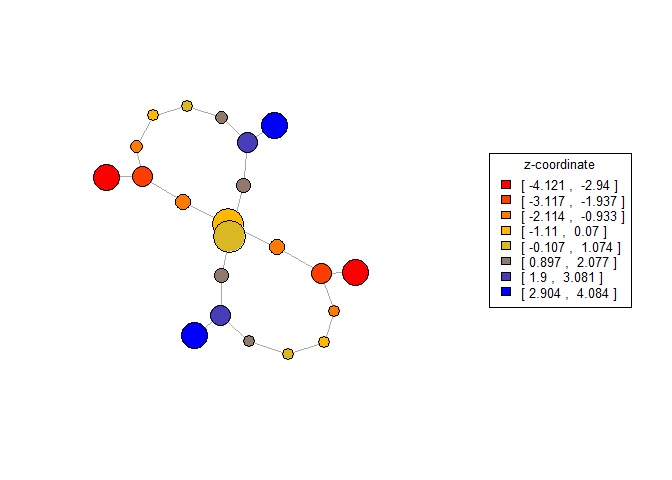 z-coordinate
[ -4.121 , -2.94 ]
[ -3.117 , -1.937 ]
[ -2.114 , -0.933 ]
[ -1.11 , 0.07 ]
[ -0.107 , 1.074 ]
[ 0.897 , 2.077 ]
[ 1.9 , 3.081 ]
[ 2.904 , 4.084 ]